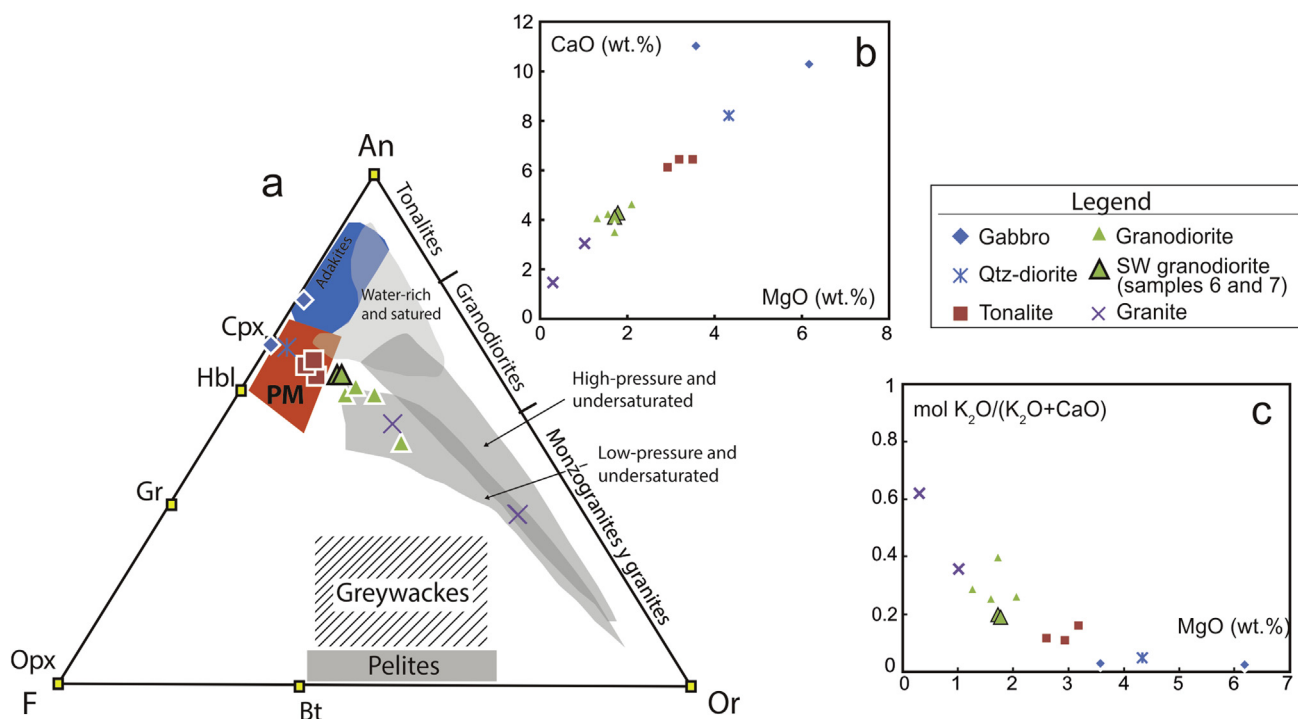 a
An
Tonalites
Granodiorites
Monzogranites y granites
Adakites
Water-rich
and satured
Cpx
Hbl
PM
High-pressure and
undersaturated
Low-pressure and
undersaturated
Gr
Greywackes
Pelites
Opx
F
Bt
Or
b
CaO (wt.%)
MgO (wt.%)
12
10
8
6
4
2
0
0
2
4
6
8
Legend
Gabbro
Granodiorite
Qtz-diorite
SW granodiorite
(samples 6 and 7)
Tonalite
Granite
c
mol K₂O/(K₂O+CaO)
MgO (wt.%)
1
0.8
0.6
0.4
0.2
0
0
1
2
3
4
5
6
7